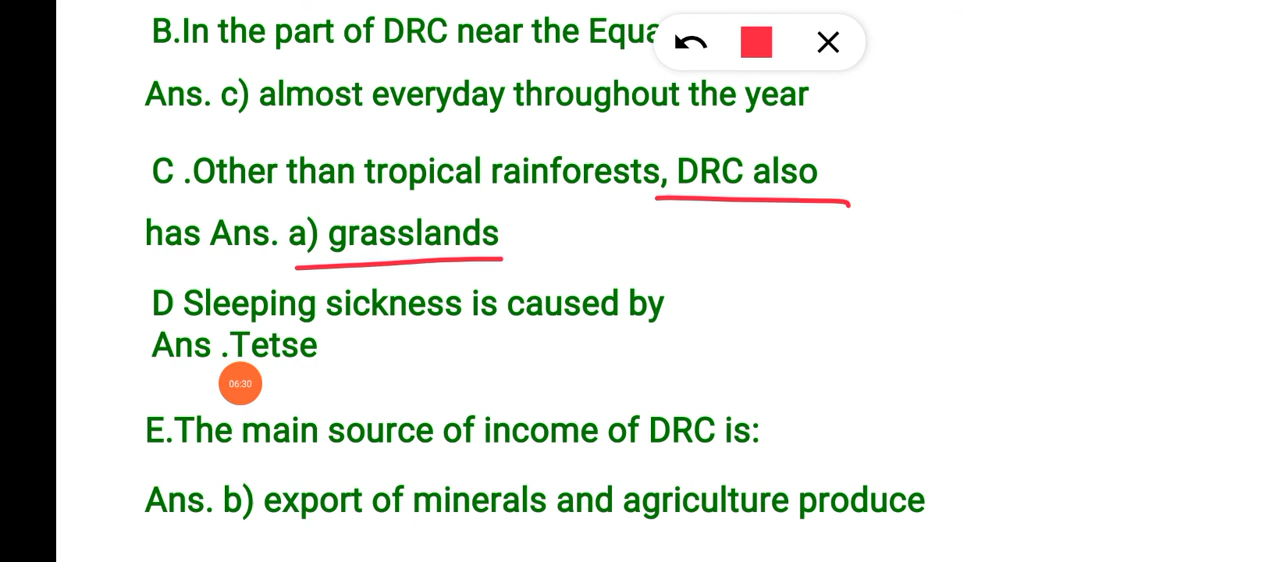 B.In the part of DRC near the
Ans. c) almost everyday throughout the year
C .Other than tropical rainforests, DRC also
has Ans. a) grasslands
D Sleeping sickness is caused by
Ans .Tetse
06:30
E.The main source of income of DRC is:
Ans. b) export of minerals and agriculture produce